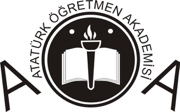 ATATÜRK ÖĞRETMEN AKADEMİSİ
A A